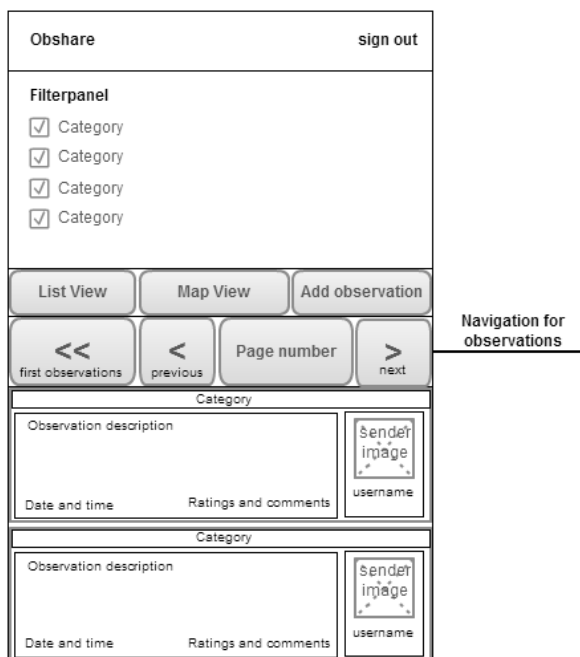 Obshare
sign out
Filterpanel
Category
Category
Category
Category
List View
Map View
Add observation
<<
first observations
<
previous
Page number
>
next
Navigation for
observations
Category
Observation description
Sender
image
username
Date and time
Ratings and comments
Category
Observation description
Sender
image
username
Date and time
Ratings and comments